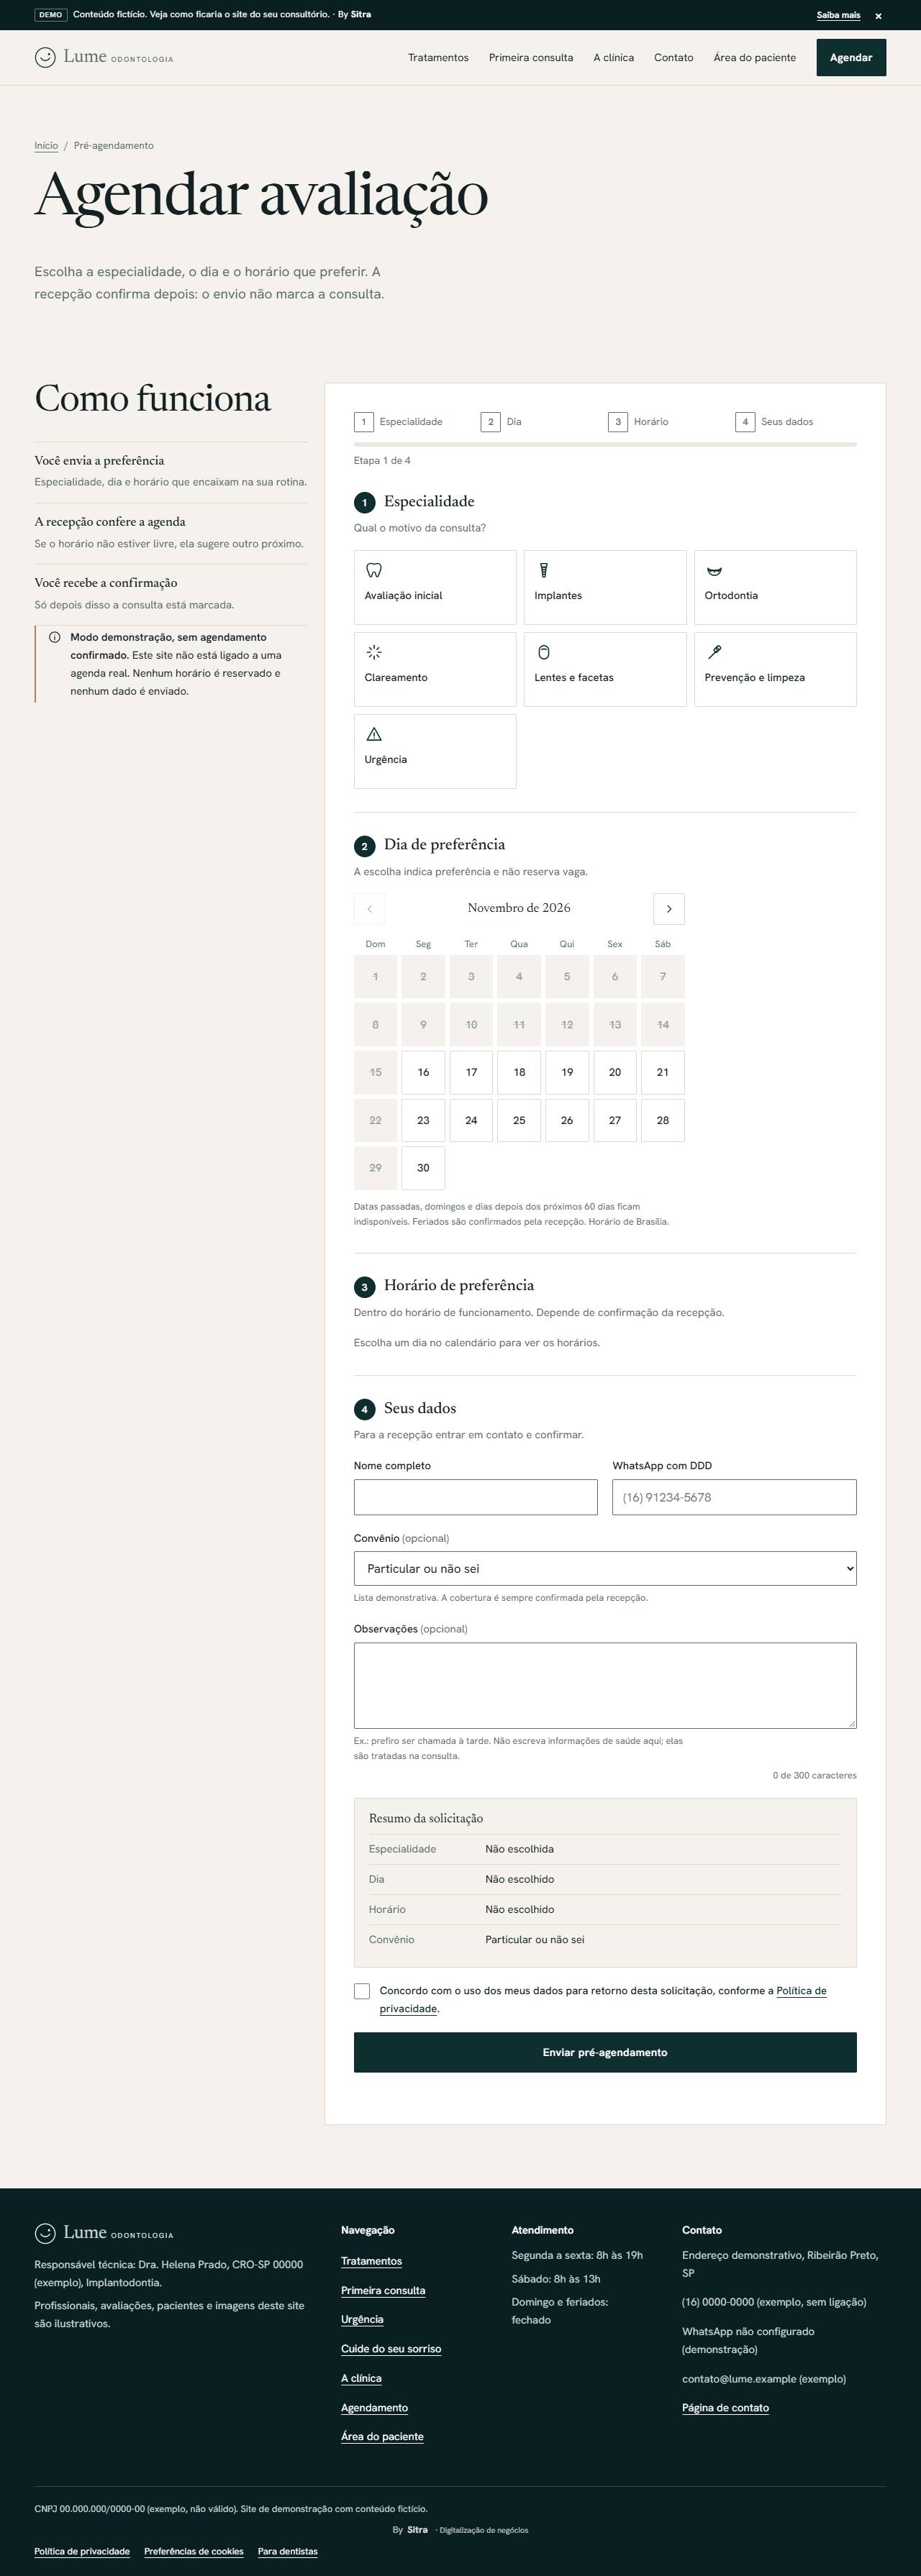 DEMO Conteúdo fictício. Veja como ficaria o site do seu consultório. · By Sitra
Saiba mais ×
Lume ODONTOLOGIA
Tratamentos Primeira consulta A clínica Contato Área do paciente Agendar
Início / Pré-agendamento
Agendar avaliação
Escolha a especialidade, o dia e o horário que preferir. A
recepção confirma depois: o envio não marca a consulta.
Como funciona
Você envia a preferência
Especialidade, dia e horário que encaixam na sua rotina.
A recepção confere a agenda
Se o horário não estiver livre, ela sugere outro próximo.
Você recebe a confirmação
Só depois disso a consulta está marcada.
Modo demonstração, sem agendamento
confirmado. Este site não está ligado a uma
agenda real. Nenhum horário é reservado e
nenhum dado é enviado.
1 Especialidade 2 Dia 3 Horário 4 Seus dados
Etapa 1 de 4
1 Especialidade
Qual o motivo da consulta?
Avaliação inicial Implantes Ortodontia
Clareamento Lentes e facetas Prevenção e limpeza
Urgência
2 Dia de preferência
A escolha indica preferência e não reserva vaga.
Novembro de 2026
Dom Seg Ter Qua Qui Sex Sáb
1 2 3 4 5 6 7
8 9 10 11 12 13 14
15 16 17 18 19 20 21
22 23 24 25 26 27 28
29 30
Datas passadas, domingos e dias depois dos próximos 60 dias ficam
indisponíveis. Feriados são confirmados pela recepção. Horário de Brasília.
3 Horário de preferência
Dentro do horário de funcionamento. Depende de confirmação da recepção.
Escolha um dia no calendário para ver os horários.
4 Seus dados
Para a recepção entrar em contato e confirmar.
Nome completo WhatsApp com DDD
(16) 91234-5678
Convênio (opcional)
Particular ou não sei
Lista demonstrativa. A cobertura é sempre confirmada pela recepção.
Observações (opcional)
Ex.: prefiro ser chamada à tarde. Não escreva informações de saúde aqui; elas
são tratadas na consulta.
0 de 300 caracteres
Resumo da solicitação
Especialidade Não escolhida
Dia Não escolhido
Horário Não escolhido
Convênio Particular ou não sei
Concordo com o uso dos meus dados para retorno desta solicitação, conforme a Política de
privacidade.
Enviar pré-agendamento
Lume ODONTOLOGIA
Responsável técnica: Dra. Helena Prado, CRO-SP 00000
(exemplo), Implantodontia.
Profissionais, avaliações, pacientes e imagens deste site
são ilustrativos.
Navegação
Tratamentos
Primeira consulta
Urgência
Cuide do seu sorriso
A clínica
Agendamento
Área do paciente
Atendimento
Segunda a sexta: 8h às 19h
Sábado: 8h às 13h
Domingo e feriados:
fechado
Contato
Endereço demonstrativo, Ribeirão Preto,
SP
(16) 0000-0000 (exemplo, sem ligação)
WhatsApp não configurado
(demonstração)
contato@lume.example (exemplo)
Página de contato
CNPJ 00.000.000/0000-00 (exemplo, não válido). Site de demonstração com conteúdo fictício.
By Sitra · Digitalização de negócios
Política de privacidade Preferências de cookies Para dentistas